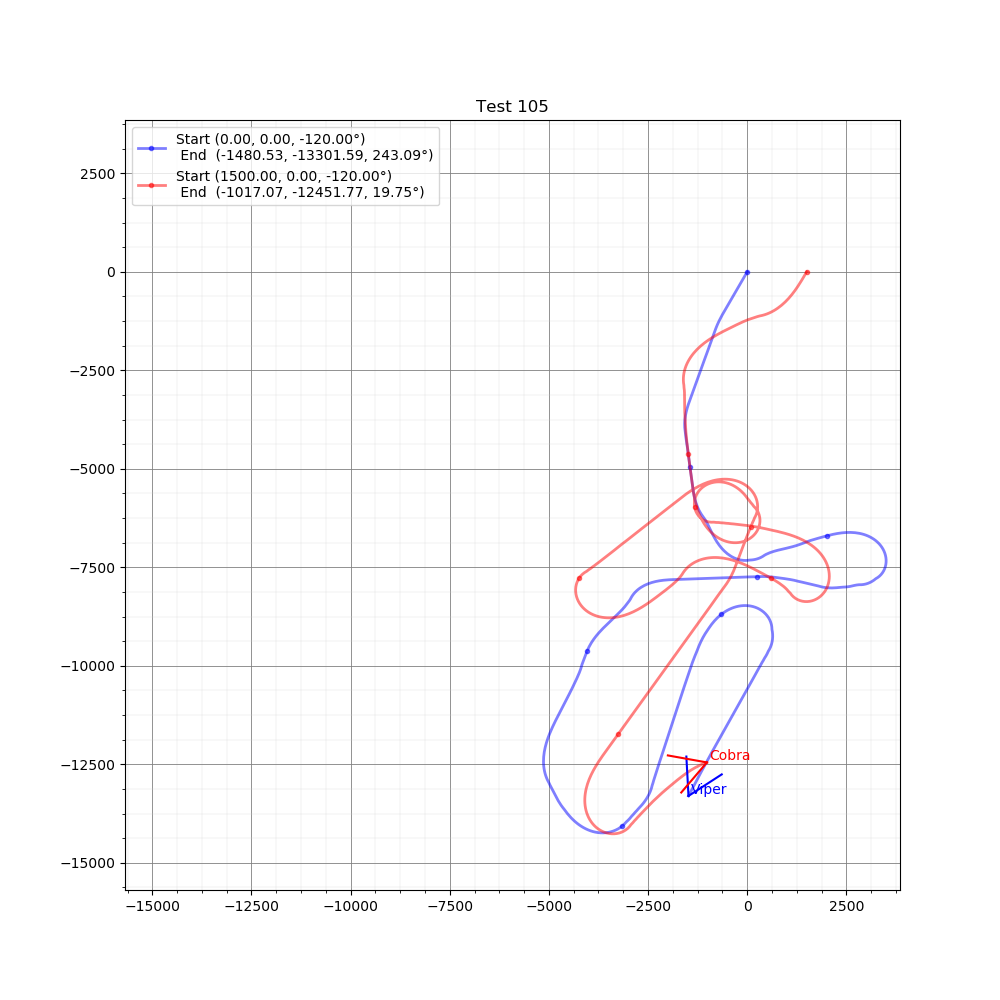 Test 105
Start (0.00, 0.00, -120.00°)
End (-1480.53, -13301.59, 243.09°)
Start (1500.00, 0.00, -120.00°)
End (-1017.07, -12451.77, 19.75°)
2500
0
−2500
−5000
−7500
−10000
−12500
−15000
Cobra
Viper
−15000 −12500 −10000 −7500 −5000 −2500 0 2500